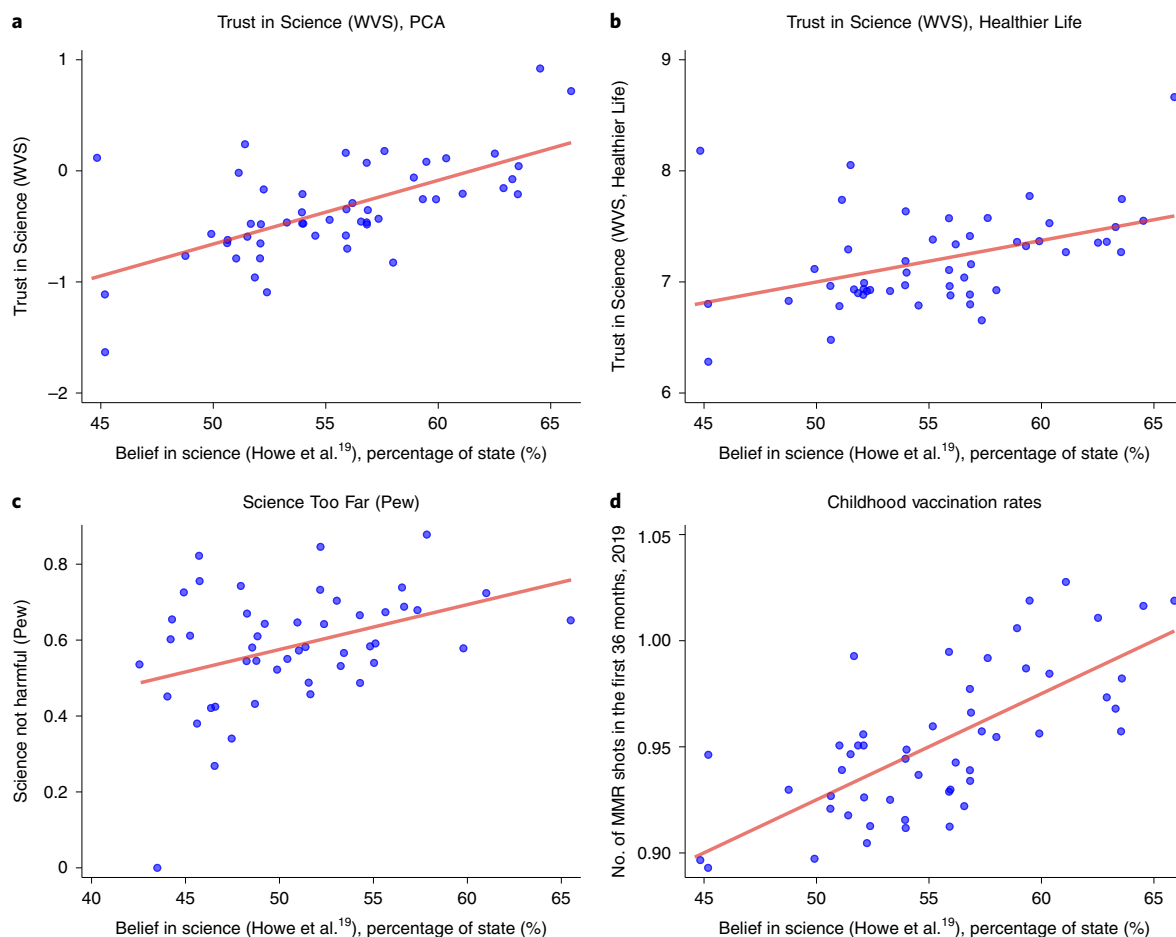 a
Trust in Science (WVS), PCA
Trust in Science (WVS)
1
0
–1
–2
45
50
55
60
65
Belief in science (Howe et al.19), percentage of state (%)
b
Trust in Science (WVS), Healthier Life
Trust in Science (WVS, Healthier Life)
9
8
7
6
45
50
55
60
65
Belief in science (Howe et al.19), percentage of state (%)
c
Science Too Far (Pew)
Science not harmful (Pew)
0.8
0.6
0.4
0.2
0
40
45
50
55
60
65
Belief in science (Howe et al.19), percentage of state (%)
d
Childhood vaccination rates
No. of MMR shots in the first 36 months, 2019
1.05
1.00
0.95
0.90
45
50
55
60
65
Belief in science (Howe et al.19), percentage of state (%)